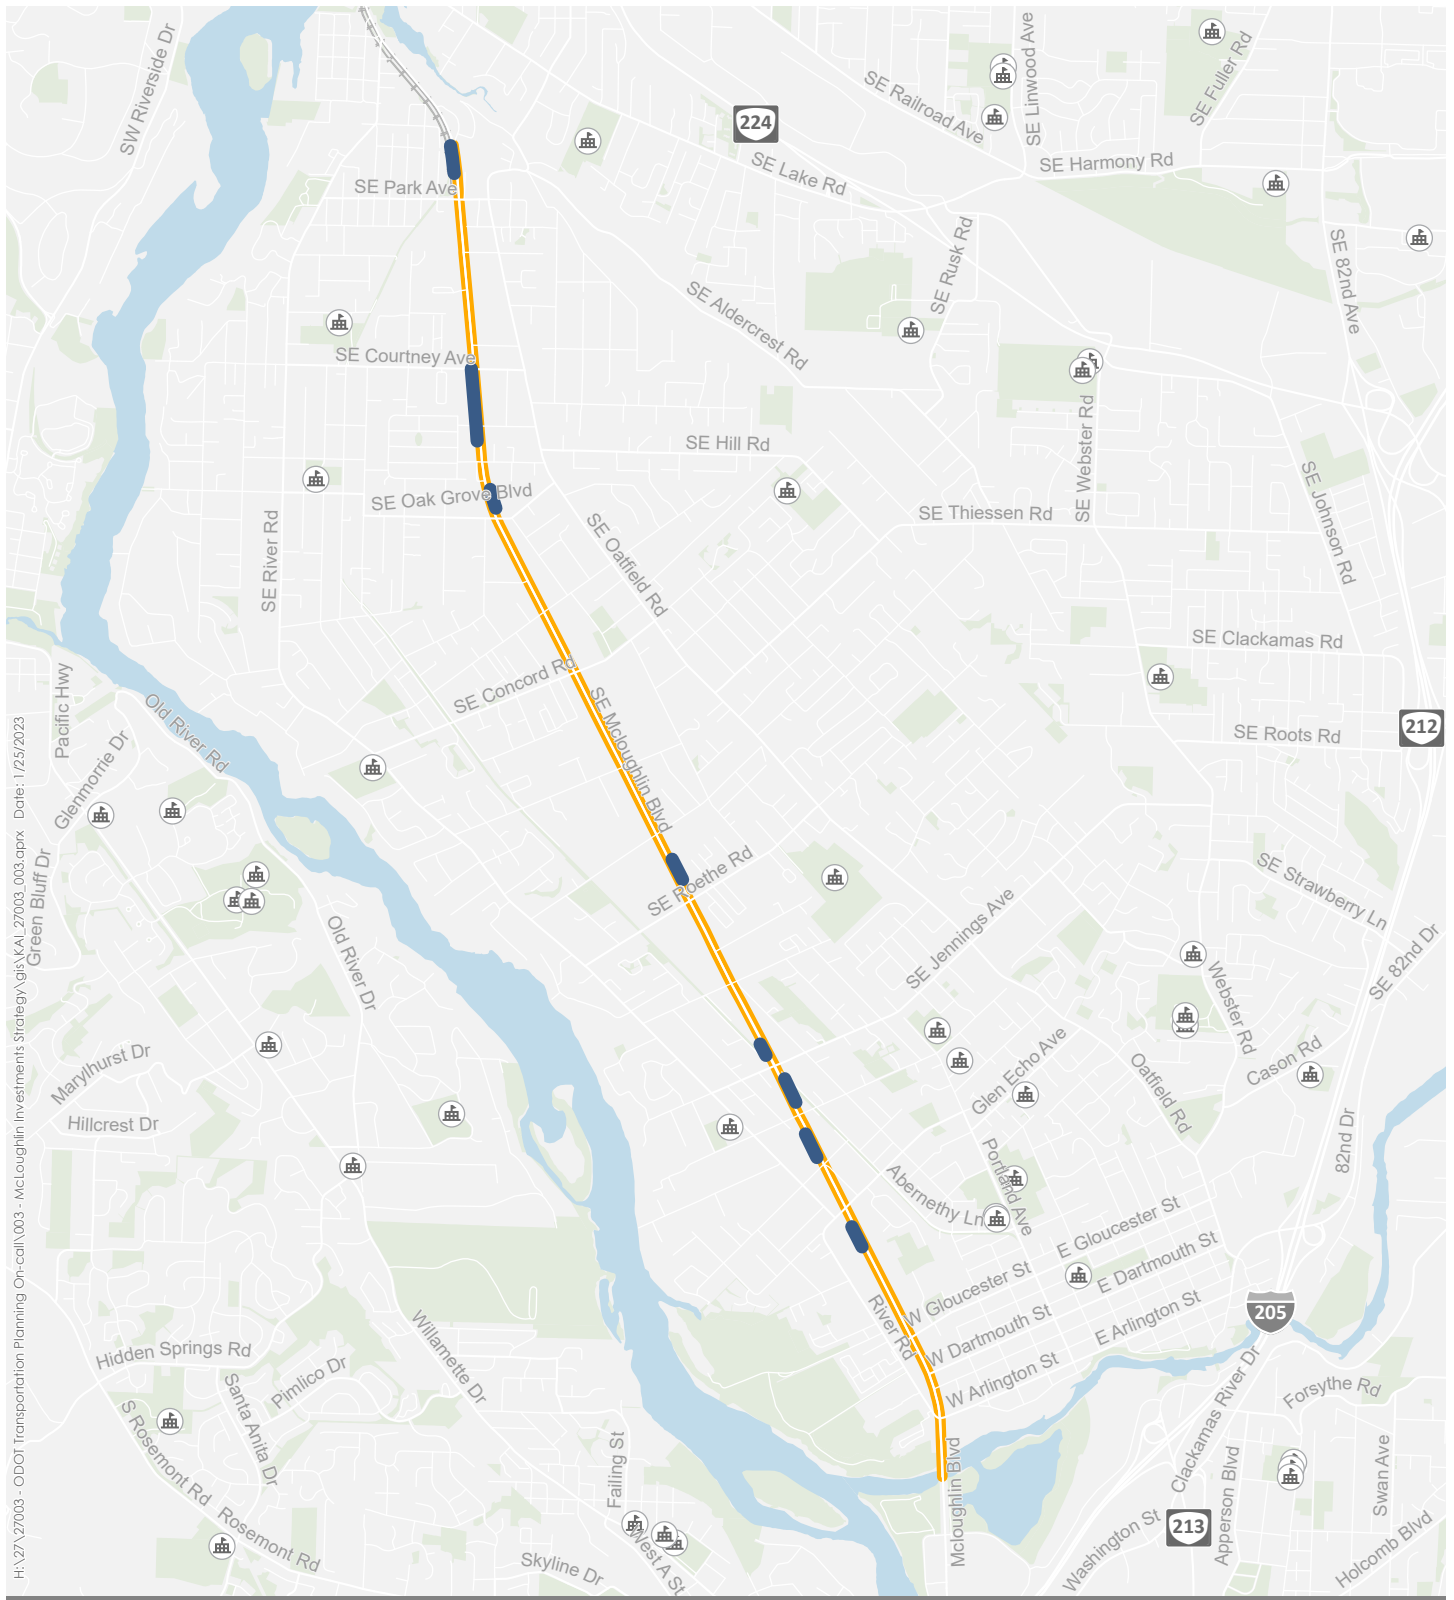 SW Riverside Dr
SE Linwood Ave
SE Fuller Rd
SE Railroad Ave
224
SE Harmony Rd
SE Lake Rd
SE Park Ave
SE Rusk Rd
SE 82nd Ave
SE Aldercrest Rd
SE Courtney Ave
SE Hill Rd
SE Webster Rd
SE Johnson Rd
SE Oak Grove Blvd
SE Thiessen Rd
SE River Rd
SE Oatfield Rd
SE Clackamas Rd
SE Concord Rd
Pacific Hwy
Old River Rd
SE Mcloughlin Blvd
212
SE Roots Rd
Glenmorrie Dr
Green Bluff Dr
SE Roethe Rd
SE Strawberry Ln
SE Jennings Ave
Old River Dr
SE 82nd Dr
Webster Rd
Marylhurst Dr
Glen Echo Ave
Oatfield Rd
Cason Rd
Hillcrest Dr
82nd Dr
Portland Ave
Abernethy Ln
E Gloucester St
E Dartmouth St
W Gloucester St
River Rd
W Dartmouth St
E Arlington St
205
Hidden Springs Rd
Pimlico Dr
Willamette Dr
W Arlington St
Santa Anita Dr
Clackamas River Dr
Forsythe Rd
S Rosemont Rd
Failing St
Mcloughlin Blvd
Apperson Blvd
Swan Ave
Rosemont Rd
213
Washington St
West A St
Skyline Dr
Holcomb Blvd
H:\27\27003 - ODOT Transportation Planning On-call\003 - McLoughlin Investments Strategy\gis\KAI_27003_003.aprx Date: 1/25/2023